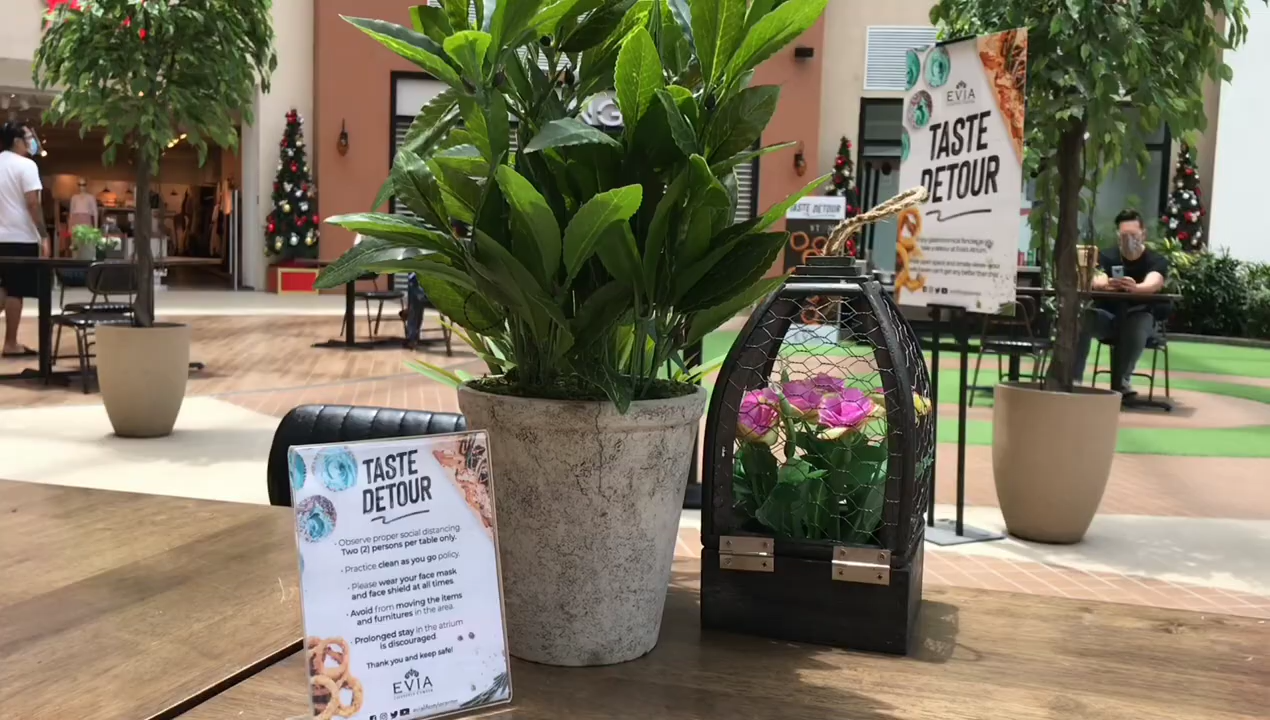 EVIA
TASTE
DETOUR
TASTE DETOUR
TASTE
DETOUR
• Observe proper social distancing.
Two (2) persons per table only.
• Practice clean as you go policy.
• Please wear your face mask
and face shield at all times
• Avoid from moving the items
and furnitures in the area
• Prolonged stay in the atrium
is discouraged
Thank you and keep safe!
EVIA